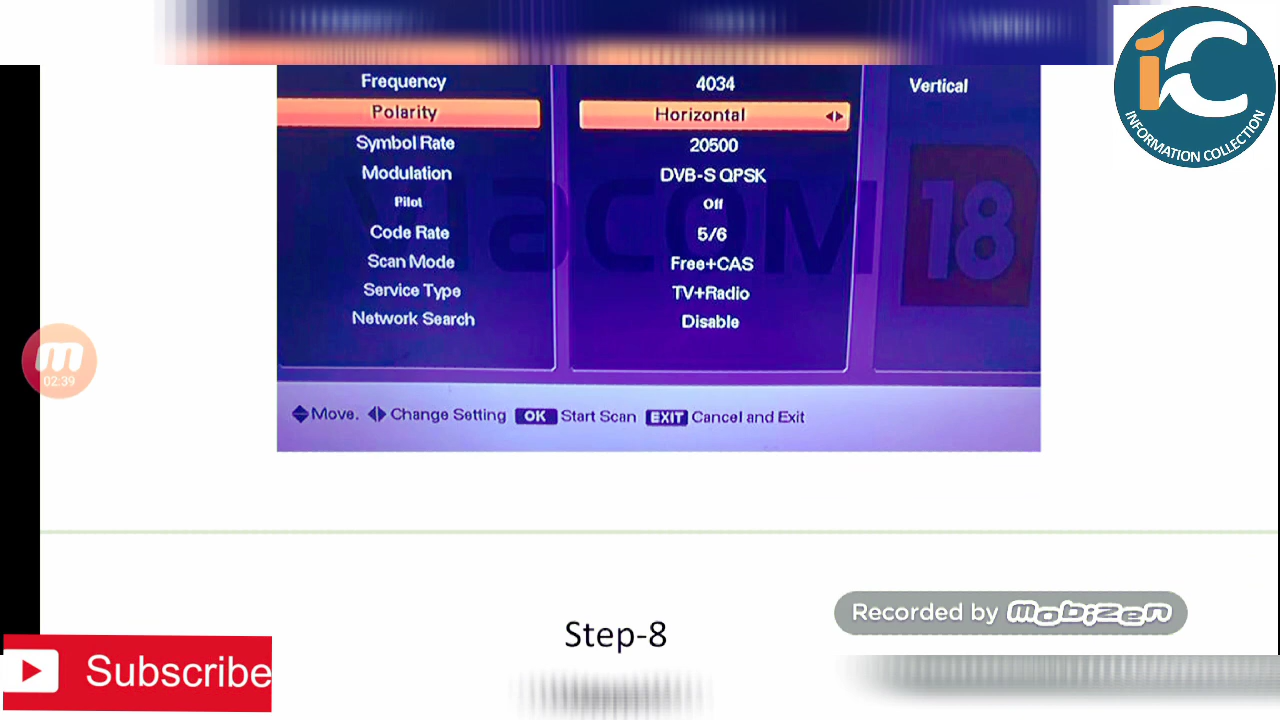 Frequency 4034 Vertical
Polarity Horizontal
Symbol Rate 20500
Modulation DVB-S QPSK
Pilot Off
Code Rate 5/6
Scan Mode Free+CAS
Service Type TV+Radio
Network Search Disable
VIACOM 18
Move. Change Setting OK Start Scan EXIT Cancel and Exit
iC
INFORMATION COLLECTION
m
02:39
Recorded by mobizen
Step-8
Subscribe